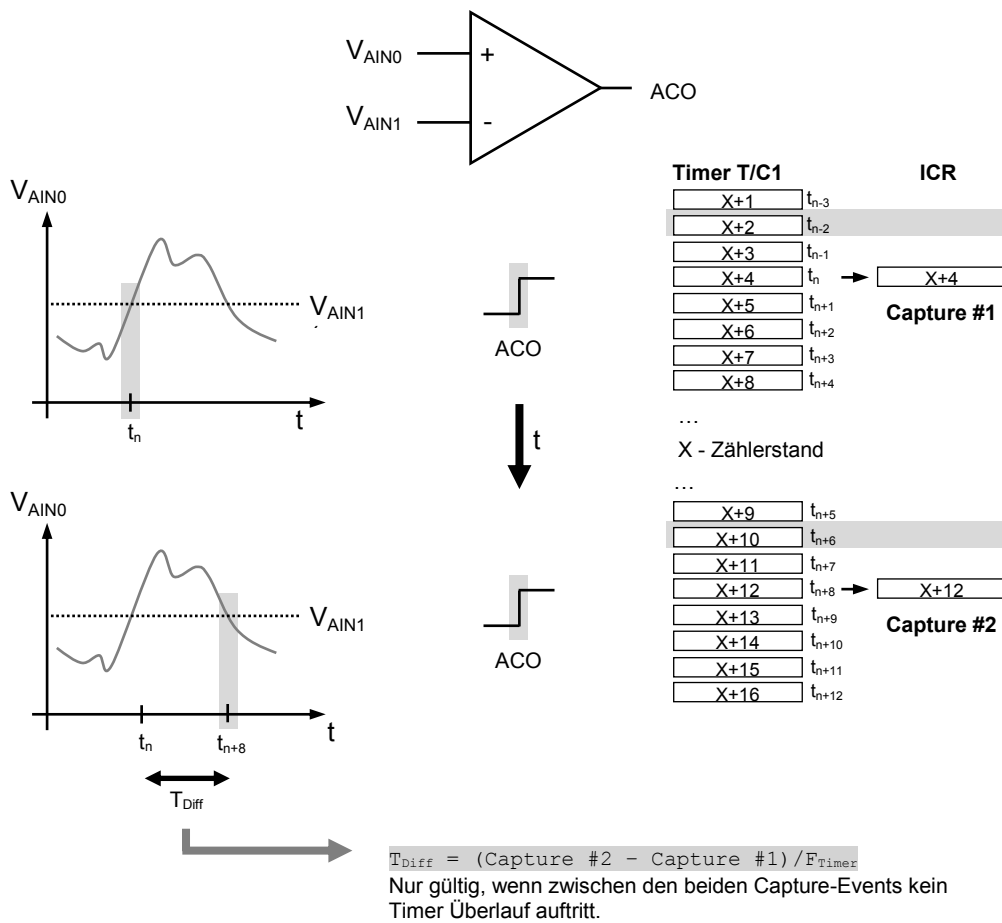 V_AIN0
+
ACO
V_AIN1
-
Timer T/C1
ICR
V_AIN0
X+1 t_n-3
X+2 t_n-2
X+3 t_n-1
X+4 t_n
X+4
V_AIN1
X+5 t_n+1
Capture #1
X+6 t_n+2
ACO
X+7 t_n+3
X+8 t_n+4
t
t_n
…
t
X - Zählerstand
…
V_AIN0
X+9 t_n+5
X+10 t_n+6
X+11 t_n+7
X+12 t_n+8
X+12
V_AIN1
X+13 t_n+9
Capture #2
X+14 t_n+10
ACO
X+15 t_n+11
X+16 t_n+12
t
t_n
t_n+8
T_Diff
T_Diff = (Capture #2 – Capture #1)/F_Timer
Nur gültig, wenn zwischen den beiden Capture-Events kein
Timer Überlauf auftritt.